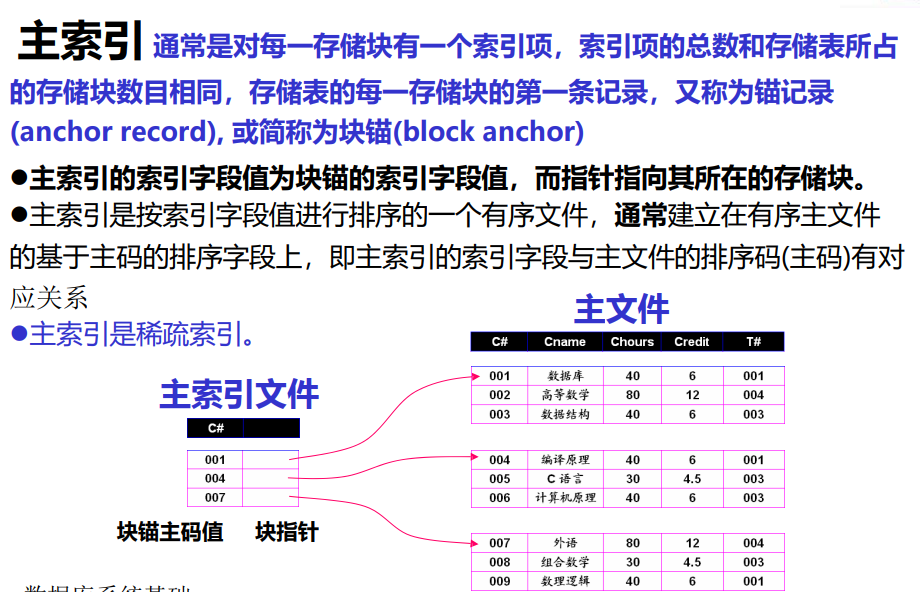 主索引 通常是对每一存储块有一个索引项，索引项的总数和存储表所占
的存储块数目相同，存储表的每一存储块的第一条记录，又称为锚记录
(anchor record), 或简称为块锚(block anchor)
●主索引的索引字段值为块锚的索引字段值，而指针指向其所在的存储块。
●主索引是按索引字段值进行排序的一个有序文件，通常建立在有序主文件
的基于主码的排序字段上，即主索引的索引字段与主文件的排序码(主码)有对
应关系
●主索引是稀疏索引。
主文件
C# Cname Chours Credit T#
001 数据库 40 6 001
002 高等数学 80 12 004
003 数据结构 40 6 003
004 编译原理 40 6 001
005 C 语言 30 4.5 003
006 计算机原理 40 6 003
007 外语 80 12 004
008 组合数学 30 4.5 003
009 数理逻辑 40 6 001
主索引文件
C#
001
004
007
块锚主码值 块指针
数据库系统基础